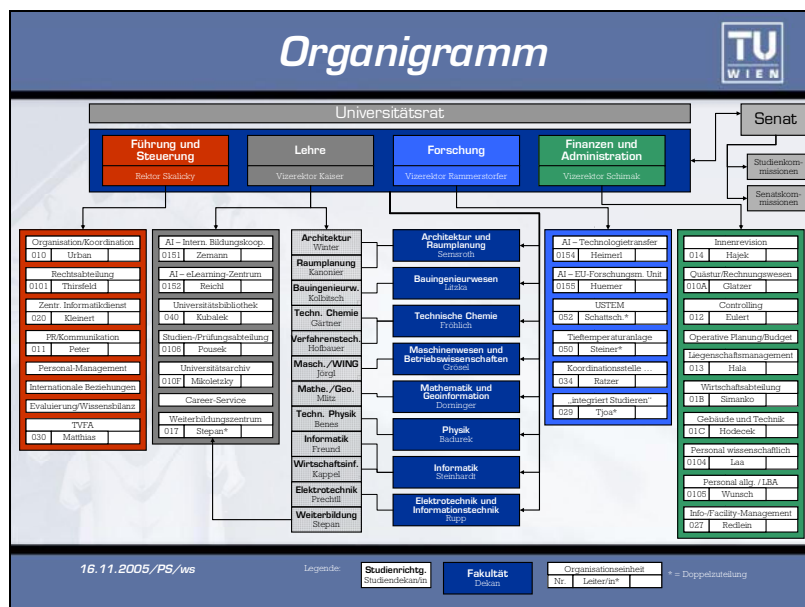 Organigramm
TU
WIEN
Universitätsrat
Senat
Führung und
Steuerung
Rektor Skalicky
Lehre
Vizerektor Kaiser
Forschung
Vizerektor Rammerstorfer
Finanzen und
Administration
Vizerektor Schimak
Studienkom-
missionen
Senatskom-
missionen
Organisation/Koordination
010 Urban
Rechtsabteilung
0101 Thirsfeld
Zentr. Informatikdienst
020 Kleinert
PR/Kommunikation
011 Peter
Personal-Management
Internationale Beziehungen
Evaluierung/Wissensbilanz
TVFA
030 Matthias
AI – Intern. Bildungskoop.
0151 Zemann
AI – eLearning-Zentrum
0152 Reichl
Universitätsbibliothek
040 Kubalek
Studien-/Prüfungsabteilung
0106 Pousek
Universitätsarchiv
010F Mikoletzky
Career-Service
Weiterbildungszentrum
017 Stepan*
Architektur
Winter
Raumplanung
Kanonier
Bauingenieurw.
Kolbitsch
Techn. Chemie
Gärtner
Verfahrenstech.
Hofbauer
Masch./WING
Jörgl
Mathe./Geo.
Mlitz
Techn. Physik
Benes
Informatik
Freund
Wirtschaftsinf.
Kappel
Elektrotechnik
Prechtl
Weiterbildung
Stepan
Architektur und
Raumplanung
Semsroth
Bauingenieurwesen
Litzka
Technische Chemie
Fröhlich
Maschinenwesen und
Betriebswissenschaften
Grösel
Mathematik und
Geoinformation
Dorninger
Physik
Badurek
Informatik
Steinhardt
Elektrotechnik und
Informationstechnik
Rupp
AI – Technologietransfer
0154 Heimerl
AI – EU-Forschungsm. Unit
0155 Huemer
USTEM
052 Schattsch.*
Tieftemperaturanlage
050 Steiner*
Koordinationsstelle ...
034 Ratzer
„integriert Studieren“
029 Tjoa*
Innenrevision
014 Hajek
Quästur/Rechnungswesen
010A Glatzer
Controlling
012 Eulert
Operative Planung/Budget
Liegenschaftsmanagement
013 Hala
Wirtschaftsabteilung
01B Simanko
Gebäude und Technik
01C Hodecek
Personal wissenschaftlich
0104 Laa
Personal allg. / LBA
0105 Wunsch
Info-/Facility-Management
027 Redlein
16.11.2005/PS/ws
Legende:
Studienrichtg.
Studiendekan/in
Fakultät
Dekan
Organisationseinheit
Nr. Leiter/in*
* = Doppelzuteilung